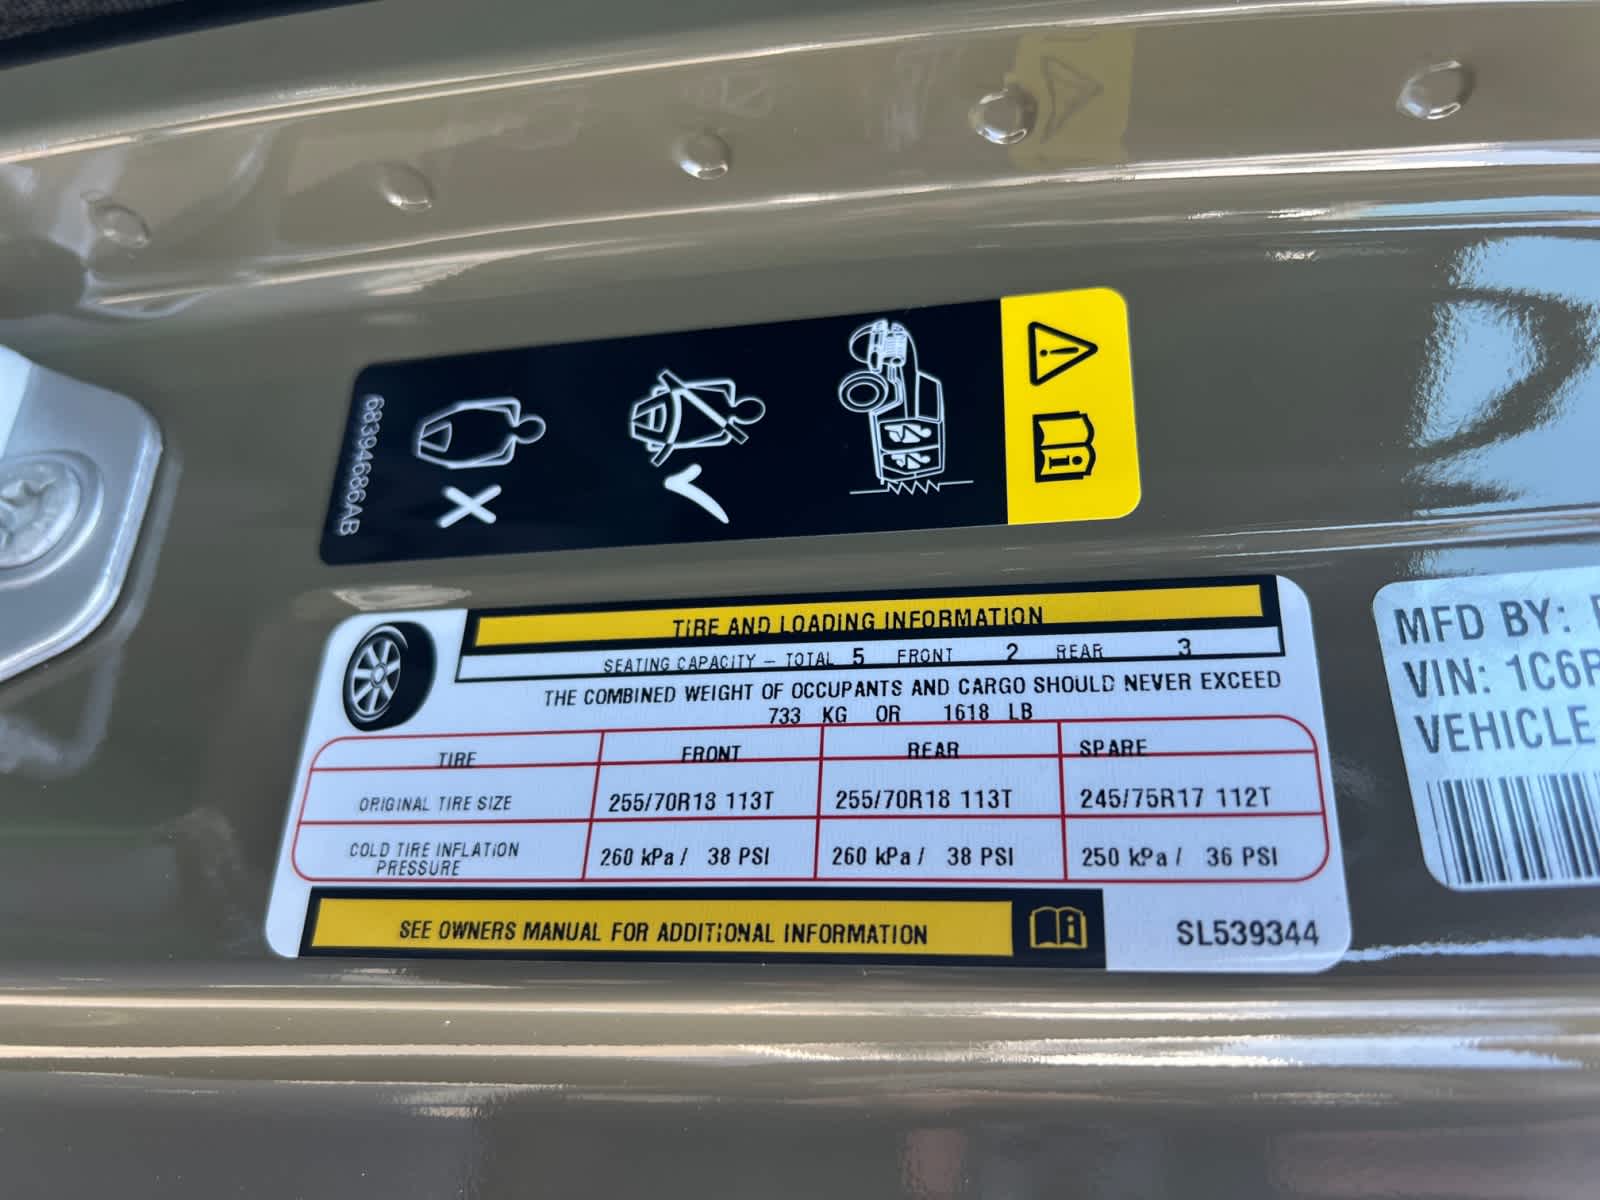 68394686AB
TIRE AND LOADING INFORMATION
SEATING CAPACITY – TOTAL 5 FRONT 2 REAR 3
THE COMBINED WEIGHT OF OCCUPANTS AND CARGO SHOULD NEVER EXCEED
733 KG OR 1618 LB
TIRE FRONT REAR SPARE
ORIGINAL TIRE SIZE 255/70R18 113T 255/70R18 113T 245/75R17 112T
COLD TIRE INFLATION
PRESSURE 260 kPa / 38 PSI 260 kPa / 38 PSI 250 kPa / 36 PSI
SEE OWNERS MANUAL FOR ADDITIONAL INFORMATION
SL539344
MFD BY:
VIN: 1C6
VEHICLE